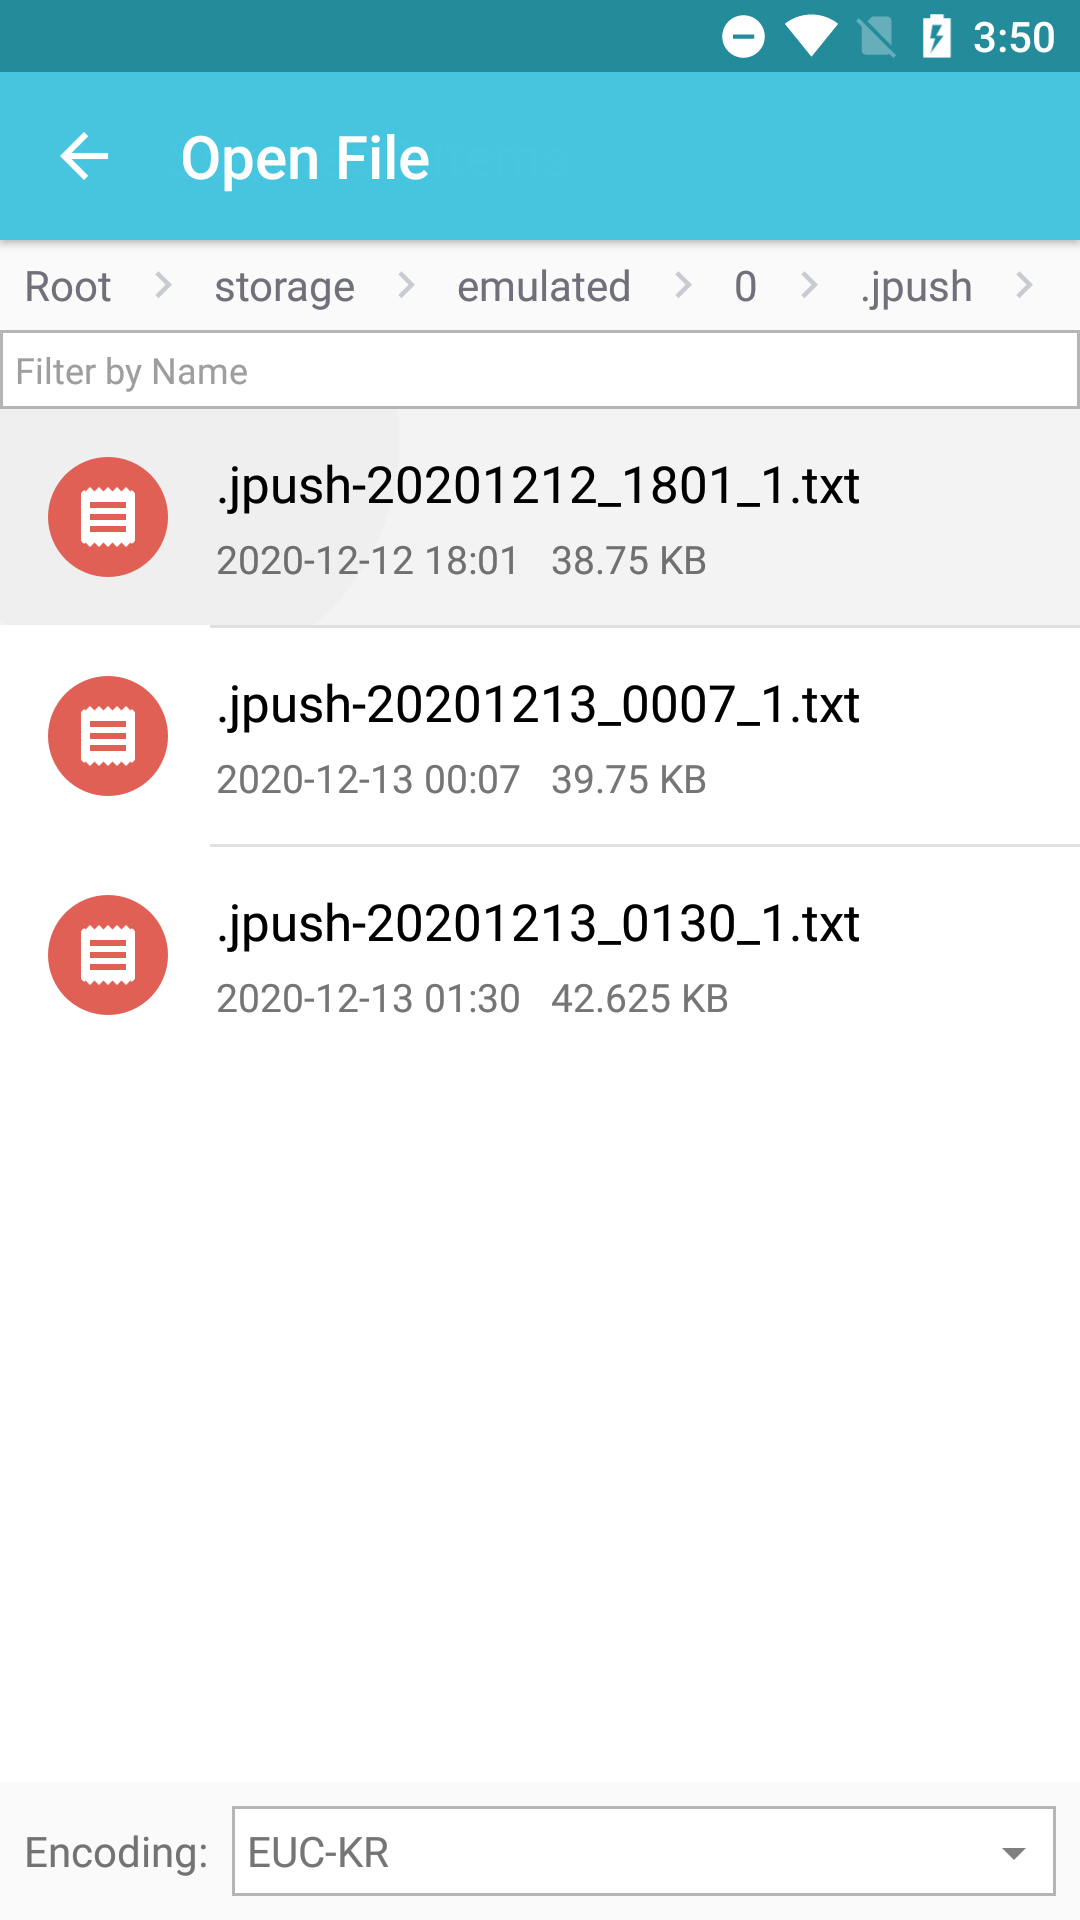 3:50
Open File
Root storage emulated 0 .jpush
Filter by Name
.jpush-20201212_1801_1.txt
2020-12-12 18:01 38.75 KB
.jpush-20201213_0007_1.txt
2020-12-13 00:07 39.75 KB
.jpush-20201213_0130_1.txt
2020-12-13 01:30 42.625 KB
Encoding: EUC-KR